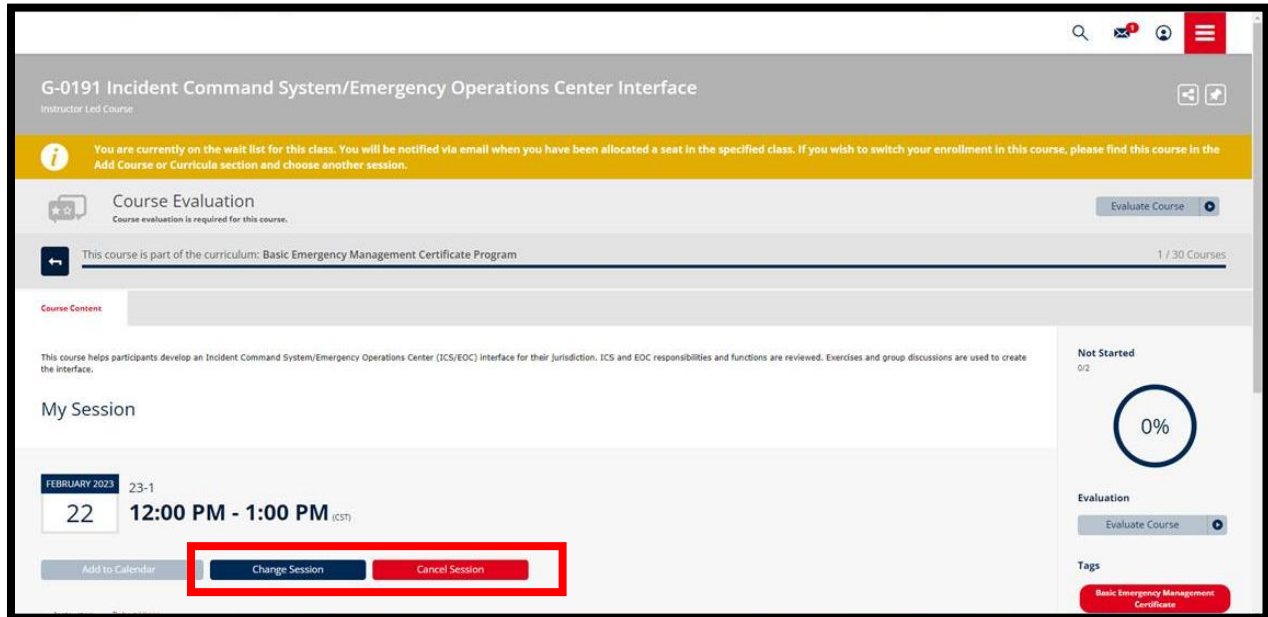 1
G-0191 Incident Command System/Emergency Operations Center Interface
Instructor Led Course
i
You are currently on the wait list for this class. You will be notified via email when you have been allocated a seat in the specified class. If you wish to switch your enrollment in this course, please find this course in the
Add Course or Curricula section and choose another session.
Course Evaluation
Course evaluation is required for this course.
Evaluate Course
This course is part of the curriculum: Basic Emergency Management Certificate Program
1 / 30 Courses
Course Content
This course helps participants develop an Incident Command System/Emergency Operations Center (ICS/EOC) interface for their jurisdiction. ICS and EOC responsibilities and functions are reviewed. Exercises and group discussions are used to create
the interface.
Not Started
0/2
My Session
0%
FEBRUARY 2023
22
23-1
12:00 PM - 1:00 PM (CST)
Evaluation
Evaluate Course
Add to Calendar
Change Session
Cancel Session
Tags
Basic Emergency Management
Certificate